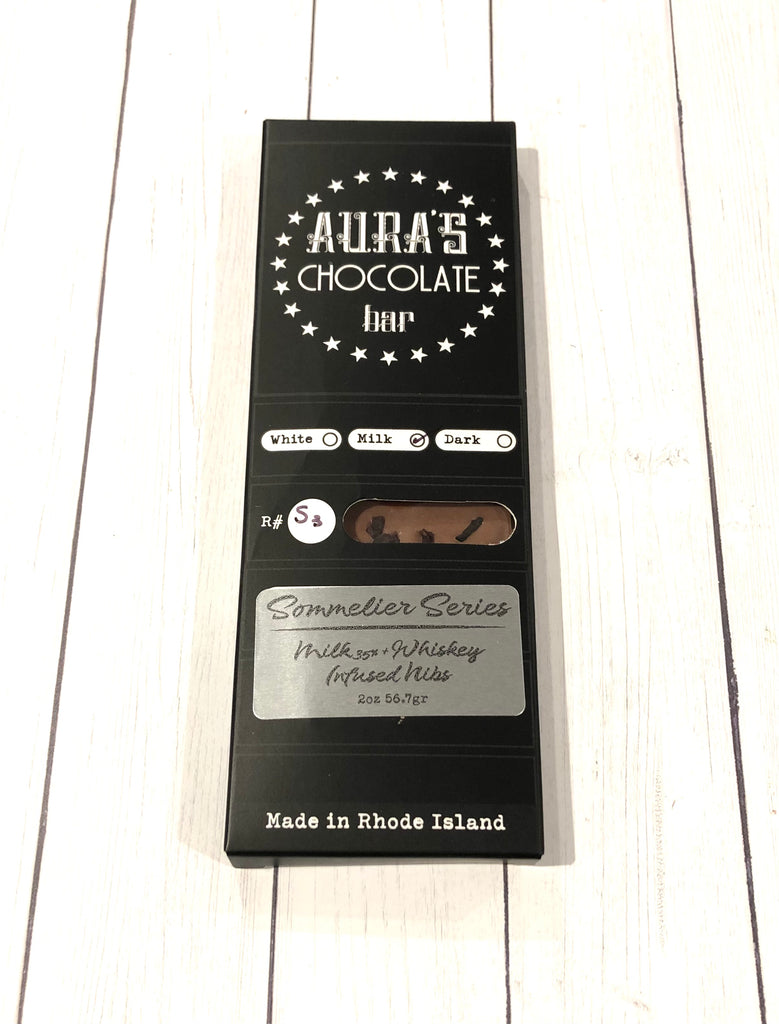 AURA'S
CHOCOLATE
bar
White Milk Dark
R# S3
Sommelier Series
Milk 35% + Whiskey
Infused Nibs
2oz 56.7gr
Made in Rhode Island